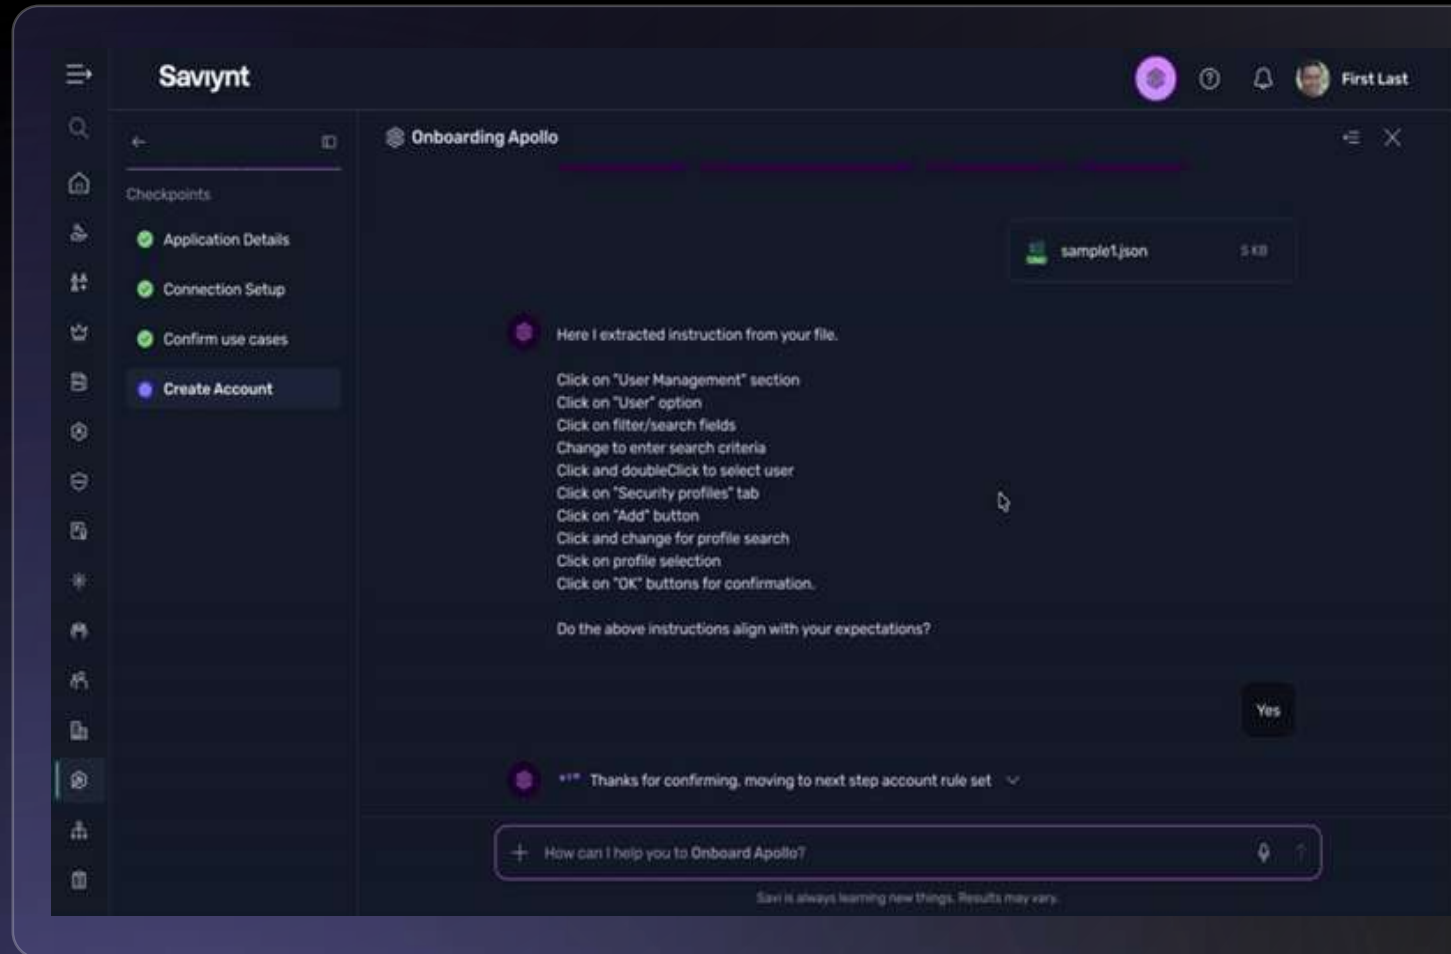 Savıynt
First Last
Onboarding Apollo
Checkpoints
Application Details
Connection Setup
Confirm use cases
Create Account
sample1.json
5 KB
Here I extracted instruction from your file.
Click on "User Management" section
Click on "User" option
Click on filter/search fields
Change to enter search criteria
Click and doubleClick to select user
Click on "Security profiles" tab
Click on "Add" button
Click and change for profile search
Click on profile selection
Click on "OK" buttons for confirmation.
Do the above instructions align with your expectations?
Yes
Thanks for confirming, moving to next step account rule set
How can I help you to Onboard Apollo?
Savi is always learning new things. Results may vary.